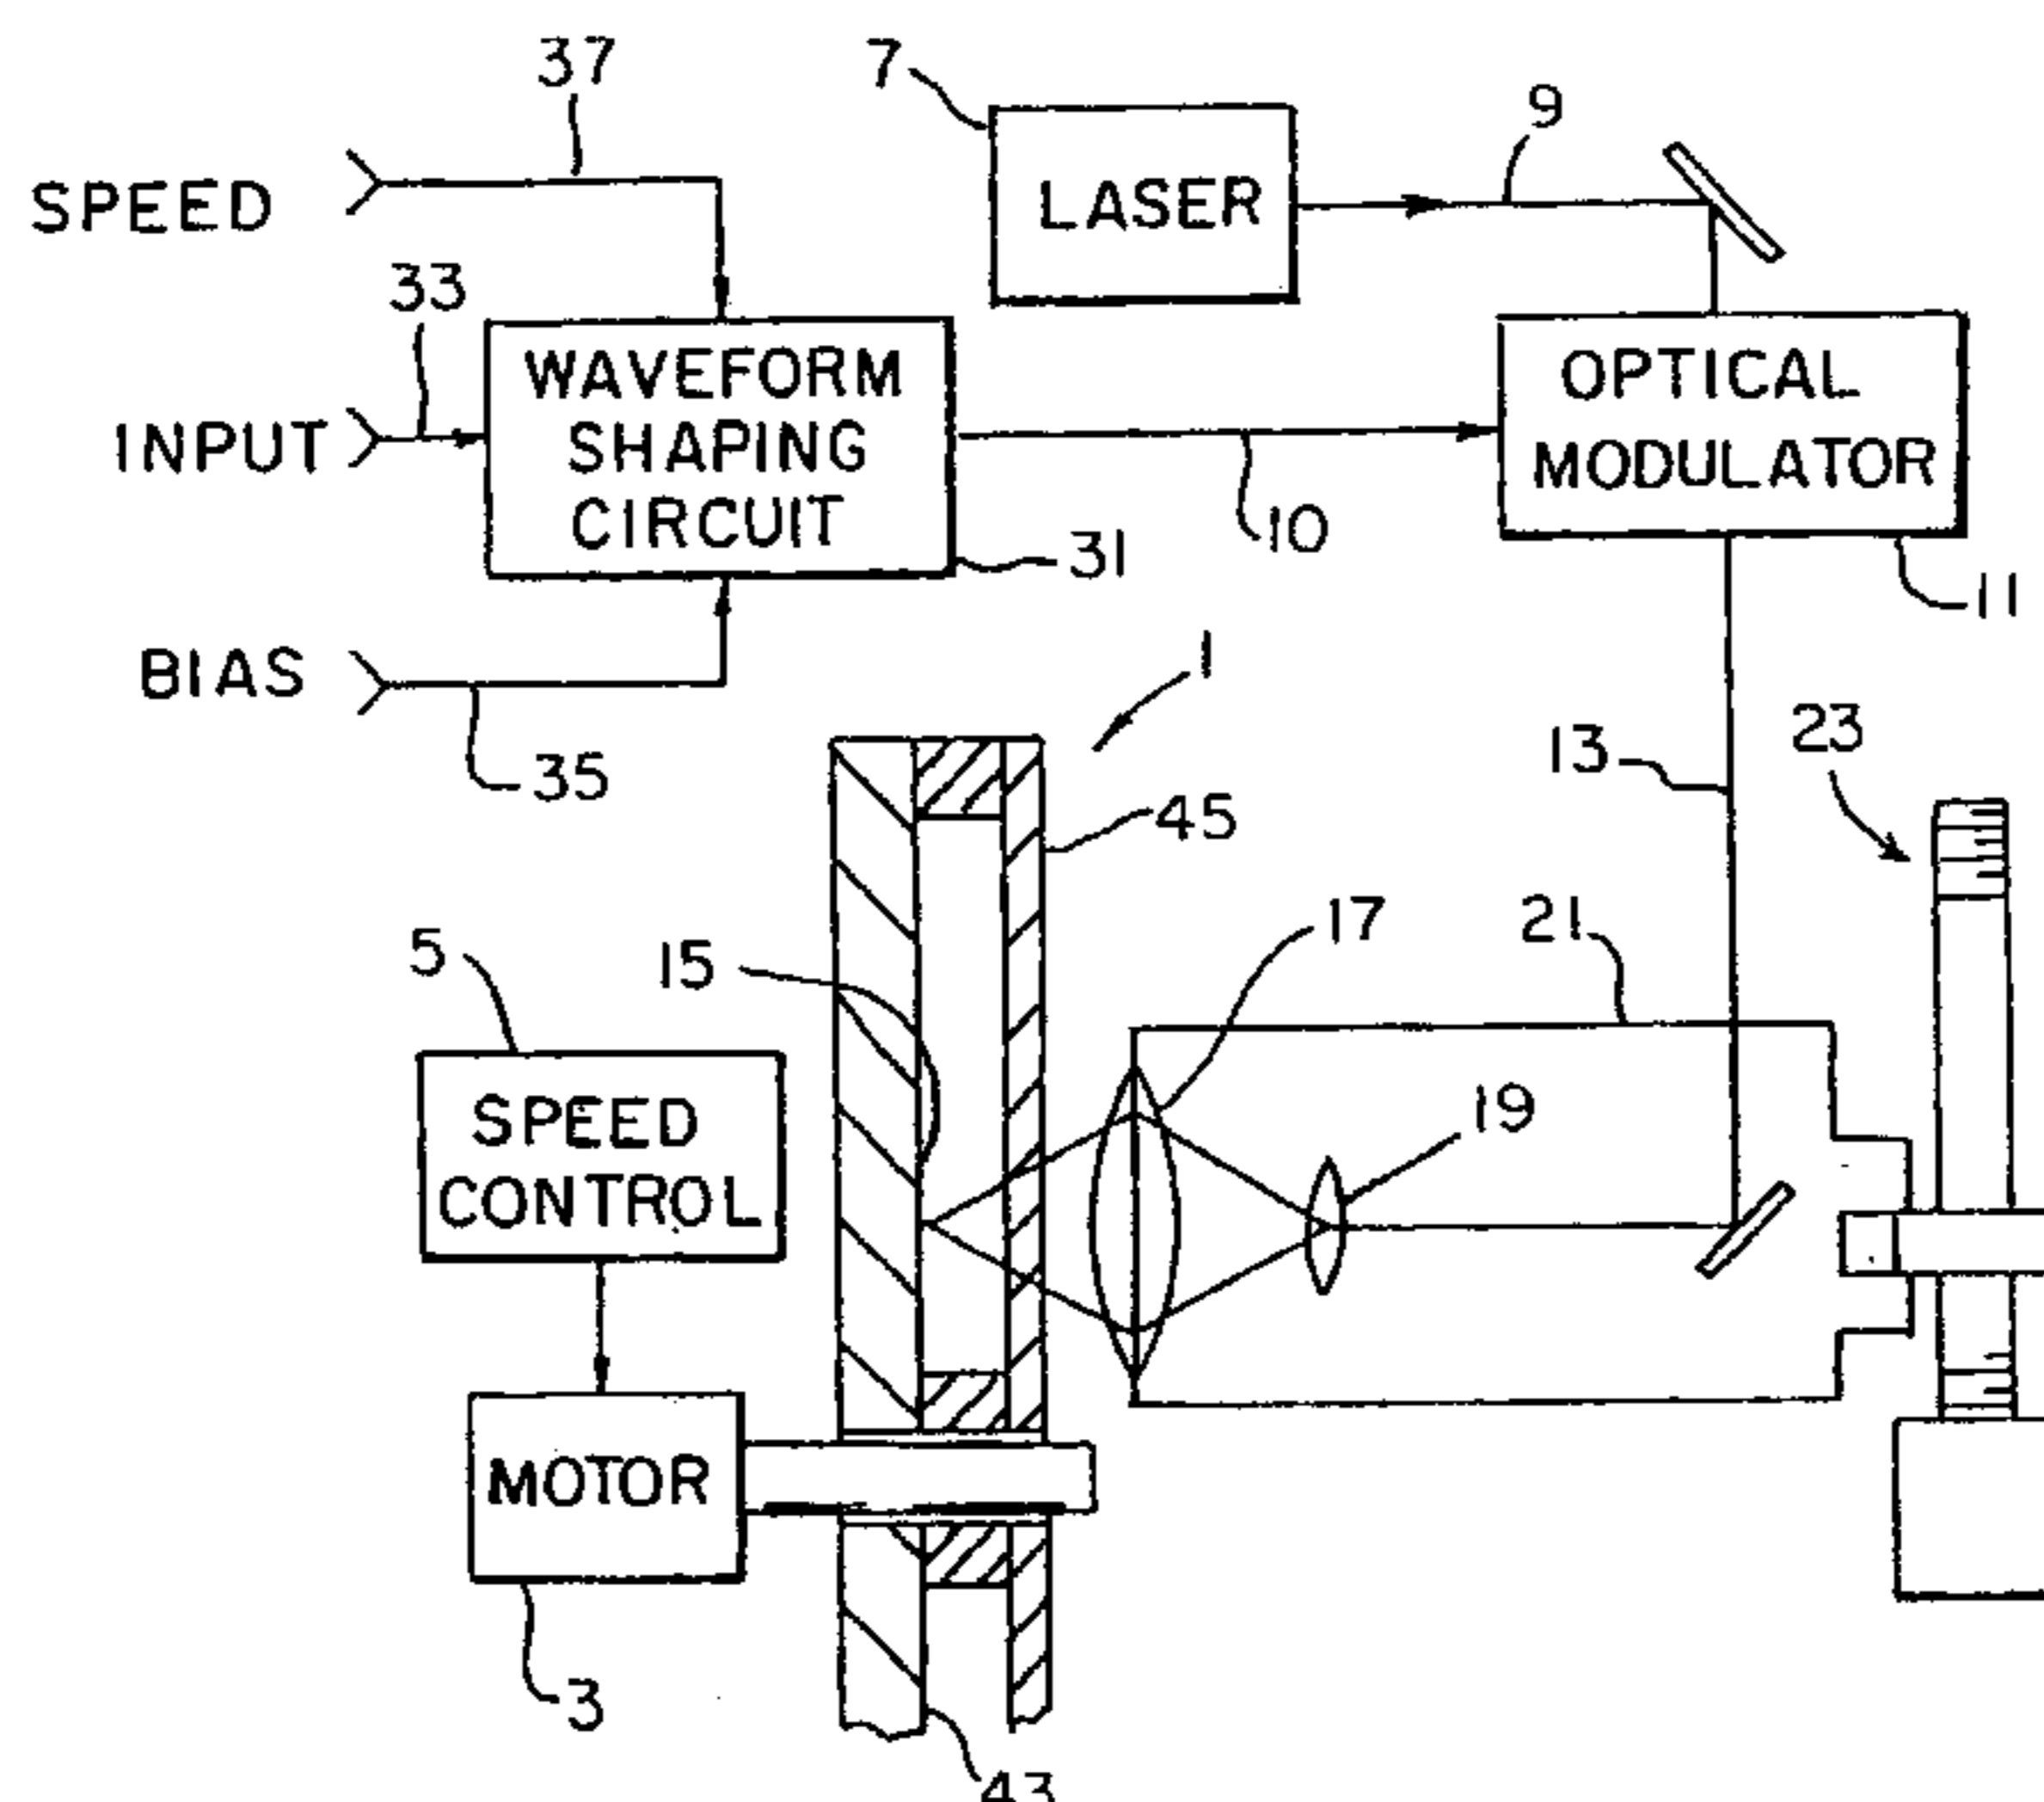 37
7
9
SPEED
LASER
33
WAVEFORM
SHAPING
CIRCUIT
OPTICAL
MODULATOR
INPUT
10
31
11
1
BIAS
35
13
23
45
17
21
5
15
19
SPEED
CONTROL
MOTOR
3
43